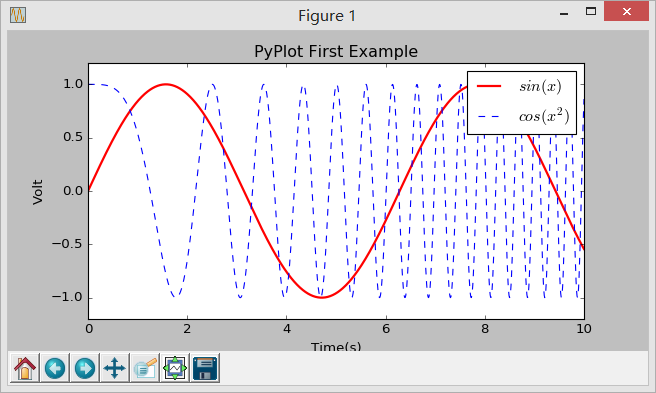 Figure 1
PyPlot First Example
sin(x)
cos(x²)
1.0
0.5
0.0
−0.5
−1.0
Volt
0 2 4 6 8 10
Time(s)